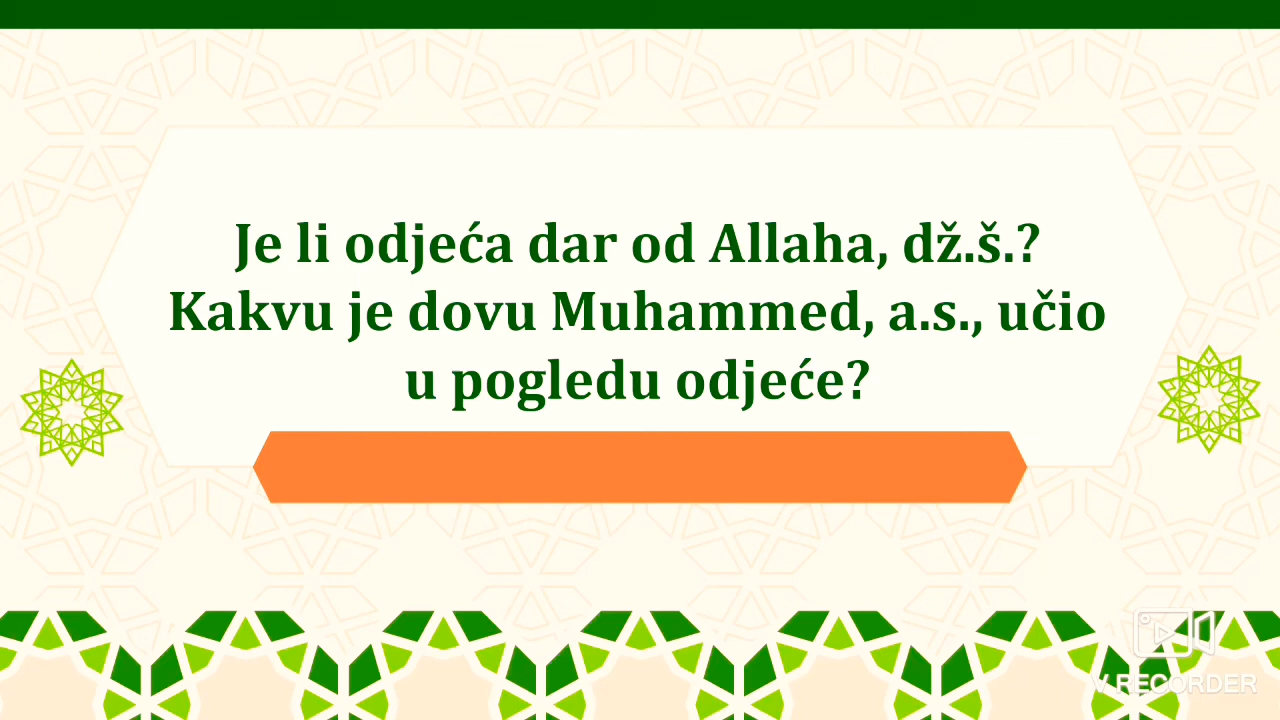 Je li odjeća dar od Allaha, dž.š.?
Kakvu je dovu Muhammed, a.s., učio
u pogledu odjeće?
V RECORDER